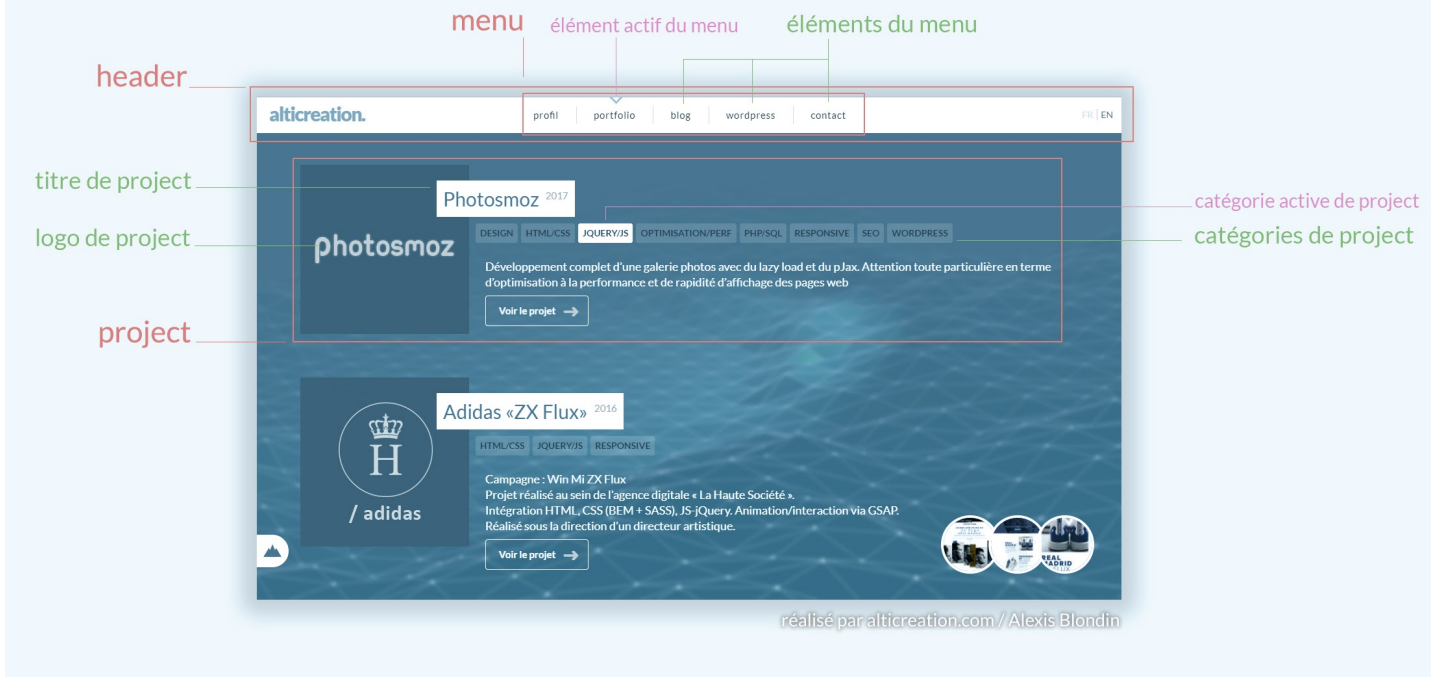 menu
élément actif du menu
éléments du menu
header
alticreation.
profil
portfolio
blog
wordpress
contact
FR | EN
titre de project
Photosmoz 2017
catégorie active de project
logo de project
photosmoz
DESIGN HTML/CSS JQUERY/JS OPTIMISATION/PERF PHP/SQL RESPONSIVE SEO WORDPRESS
catégories de project
Développement complet d'une galerie photos avec du lazy load et du pJax. Attention toute particulière en terme
d'optimisation à la performance et de rapidité d'affichage des pages web
Voir le projet
project
Adidas «ZX Flux» 2016
H
/ adidas
HTML/CSS JQUERY/JS RESPONSIVE
Campagne : Win Mi ZX Flux
Projet réalisé au sein de l'agence digitale « La Haute Société ».
Intégration HTML, CSS (BEM + SASS), JS-jQuery. Animation/interaction via GSAP.
Réalisé sous la direction d'un directeur artistique.
Voir le projet
REAL
réalisé par alticreation.com / Alexis Blondin